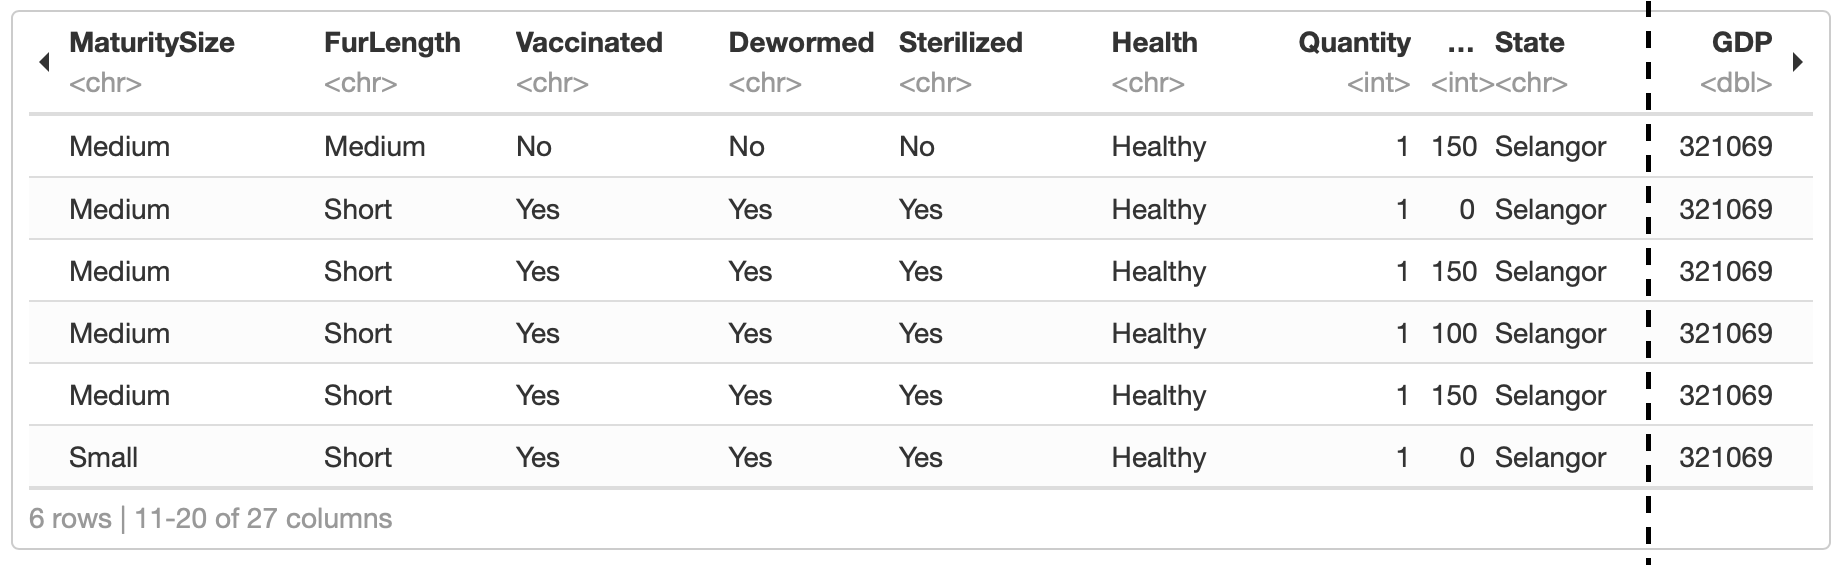 MaturitySize FurLength Vaccinated Dewormed Sterilized Health Quantity ... State GDP
<chr> <chr> <chr> <chr> <chr> <chr> <int> <int> <chr> <dbl>
Medium Medium No No No Healthy 1 150 Selangor 321069
Medium Short Yes Yes Yes Healthy 1 0 Selangor 321069
Medium Short Yes Yes Yes Healthy 1 150 Selangor 321069
Medium Short Yes Yes Yes Healthy 1 100 Selangor 321069
Medium Short Yes Yes Yes Healthy 1 150 Selangor 321069
Small Short Yes Yes Yes Healthy 1 0 Selangor 321069
6 rows | 11-20 of 27 columns